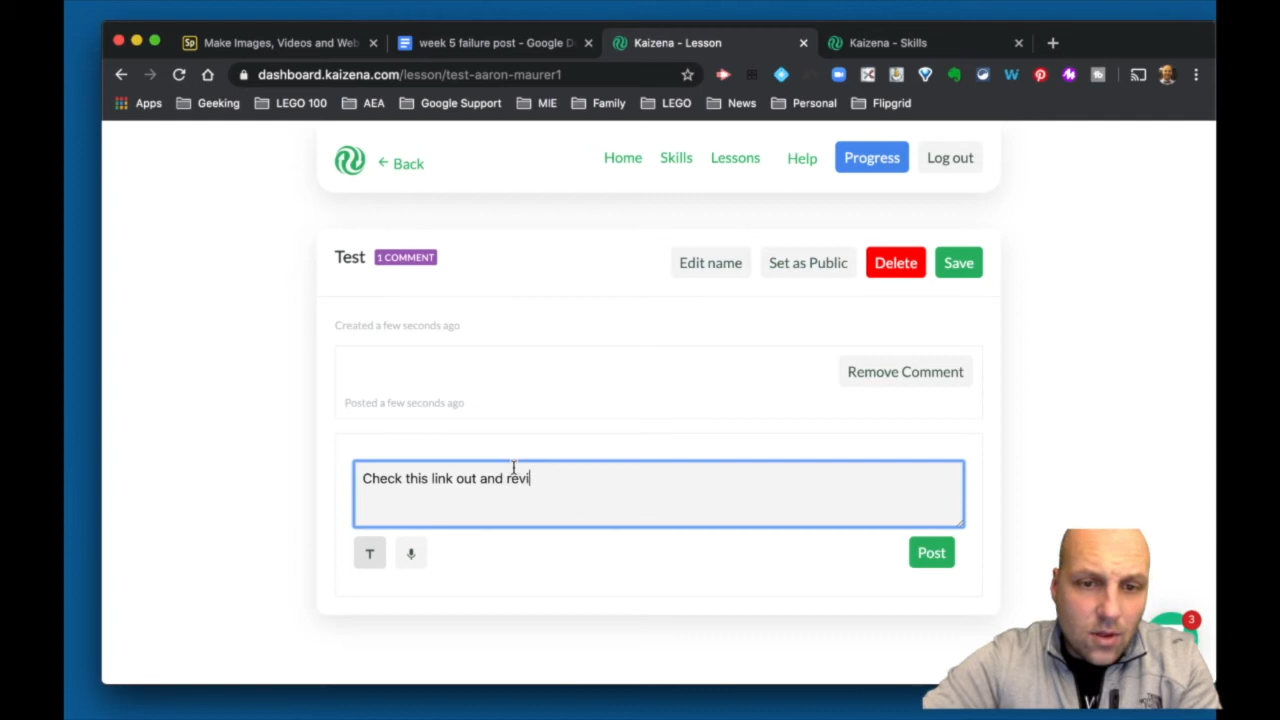 Sp Make Images, Videos and Web
week 5 failure post - Google D
Kaizena - Lesson
Kaizena - Skills
dashboard.kaizena.com/lesson/test-aaron-maurer1
Apps Geeking LEGO 100 AEA Google Support MIE Family LEGO News Personal Flipgrid
← Back Home Skills Lessons Help Progress Log out
Test 1 COMMENT Edit name Set as Public Delete Save
Created a few seconds ago
Remove Comment
Posted a few seconds ago
Check this link out and revi
T Post
3